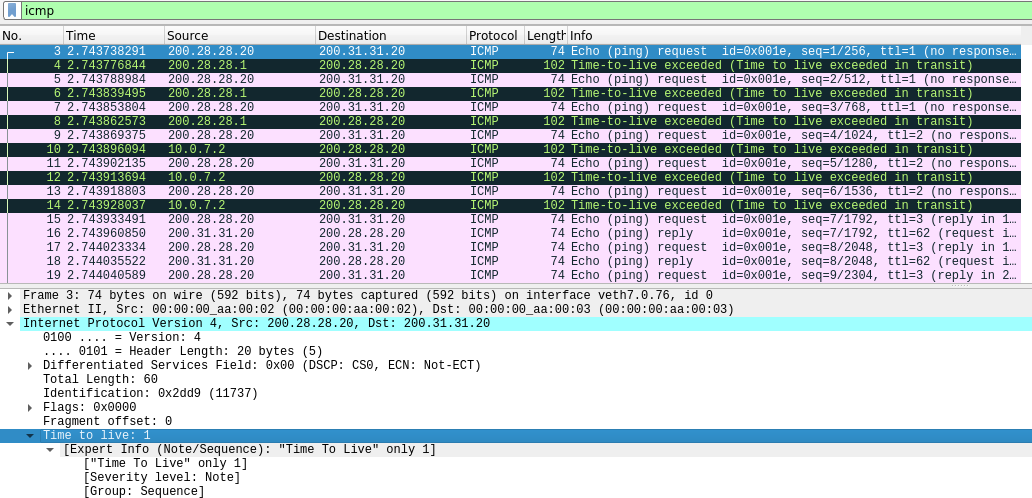 icmp
No. Time Source Destination Protocol Length Info
3 2.743738291 200.28.28.20 200.31.31.20 ICMP 74 Echo (ping) request id=0x001e, seq=1/256, ttl=1 (no response…
4 2.743776844 200.28.28.1 200.28.28.20 ICMP 102 Time-to-live exceeded (Time to live exceeded in transit)
5 2.743788984 200.28.28.20 200.31.31.20 ICMP 74 Echo (ping) request id=0x001e, seq=2/512, ttl=1 (no response…
6 2.743839495 200.28.28.1 200.28.28.20 ICMP 102 Time-to-live exceeded (Time to live exceeded in transit)
7 2.743853804 200.28.28.20 200.31.31.20 ICMP 74 Echo (ping) request id=0x001e, seq=3/768, ttl=1 (no response…
8 2.743862573 200.28.28.1 200.28.28.20 ICMP 102 Time-to-live exceeded (Time to live exceeded in transit)
9 2.743869375 200.28.28.20 200.31.31.20 ICMP 74 Echo (ping) request id=0x001e, seq=4/1024, ttl=2 (no respons…
10 2.743896094 10.0.7.2 200.28.28.20 ICMP 102 Time-to-live exceeded (Time to live exceeded in transit)
11 2.743902135 200.28.28.20 200.31.31.20 ICMP 74 Echo (ping) request id=0x001e, seq=5/1280, ttl=2 (no respons…
12 2.743913694 10.0.7.2 200.28.28.20 ICMP 102 Time-to-live exceeded (Time to live exceeded in transit)
13 2.743918803 200.28.28.20 200.31.31.20 ICMP 74 Echo (ping) request id=0x001e, seq=6/1536, ttl=2 (no respons…
14 2.743928037 10.0.7.2 200.28.28.20 ICMP 102 Time-to-live exceeded (Time to live exceeded in transit)
15 2.743933491 200.28.28.20 200.31.31.20 ICMP 74 Echo (ping) request id=0x001e, seq=7/1792, ttl=3 (reply in 1…
16 2.743960850 200.31.31.20 200.28.28.20 ICMP 74 Echo (ping) reply id=0x001e, seq=7/1792, ttl=62 (request i…
17 2.744023334 200.28.28.20 200.31.31.20 ICMP 74 Echo (ping) request id=0x001e, seq=8/2048, ttl=3 (reply in 1…
18 2.744035522 200.31.31.20 200.28.28.20 ICMP 74 Echo (ping) reply id=0x001e, seq=8/2048, ttl=62 (request i…
19 2.744040589 200.28.28.20 200.31.31.20 ICMP 74 Echo (ping) request id=0x001e, seq=9/2304, ttl=3 (reply in 2…
Frame 3: 74 bytes on wire (592 bits), 74 bytes captured (592 bits) on interface veth7.0.76, id 0
Ethernet II, Src: 00:00:00_aa:00:02 (00:00:00:aa:00:02), Dst: 00:00:00_aa:00:03 (00:00:00:aa:00:03)
Internet Protocol Version 4, Src: 200.28.28.20, Dst: 200.31.31.20
0100 .... = Version: 4
.... 0101 = Header Length: 20 bytes (5)
Differentiated Services Field: 0x00 (DSCP: CS0, ECN: Not-ECT)
Total Length: 60
Identification: 0x2dd9 (11737)
Flags: 0x0000
Fragment offset: 0
Time to live: 1
[Expert Info (Note/Sequence): "Time To Live" only 1]
["Time To Live" only 1]
[Severity level: Note]
[Group: Sequence]